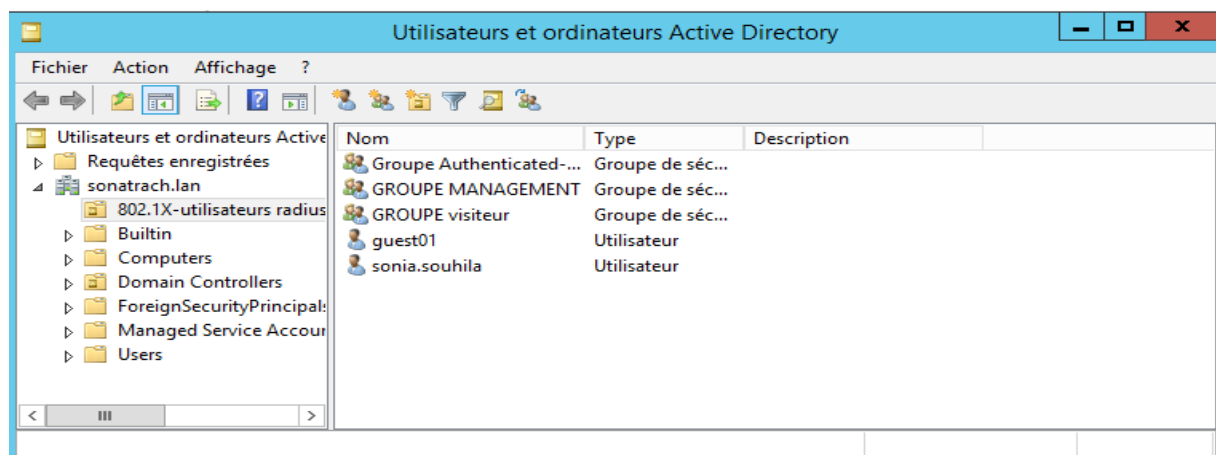 Utilisateurs et ordinateurs Active Directory
Fichier Action Affichage ?
Utilisateurs et ordinateurs Active
Requêtes enregistrées
sonatrach.lan
802.1X-utilisateurs radius
Builtin
Computers
Domain Controllers
ForeignSecurityPrincipals
Managed Service Accour
Users
Nom Type Description
Groupe Authenticated-... Groupe de séc...
GROUPE MANAGEMENT Groupe de séc...
GROUPE visiteur Groupe de séc...
guest01 Utilisateur
sonia.souhila Utilisateur